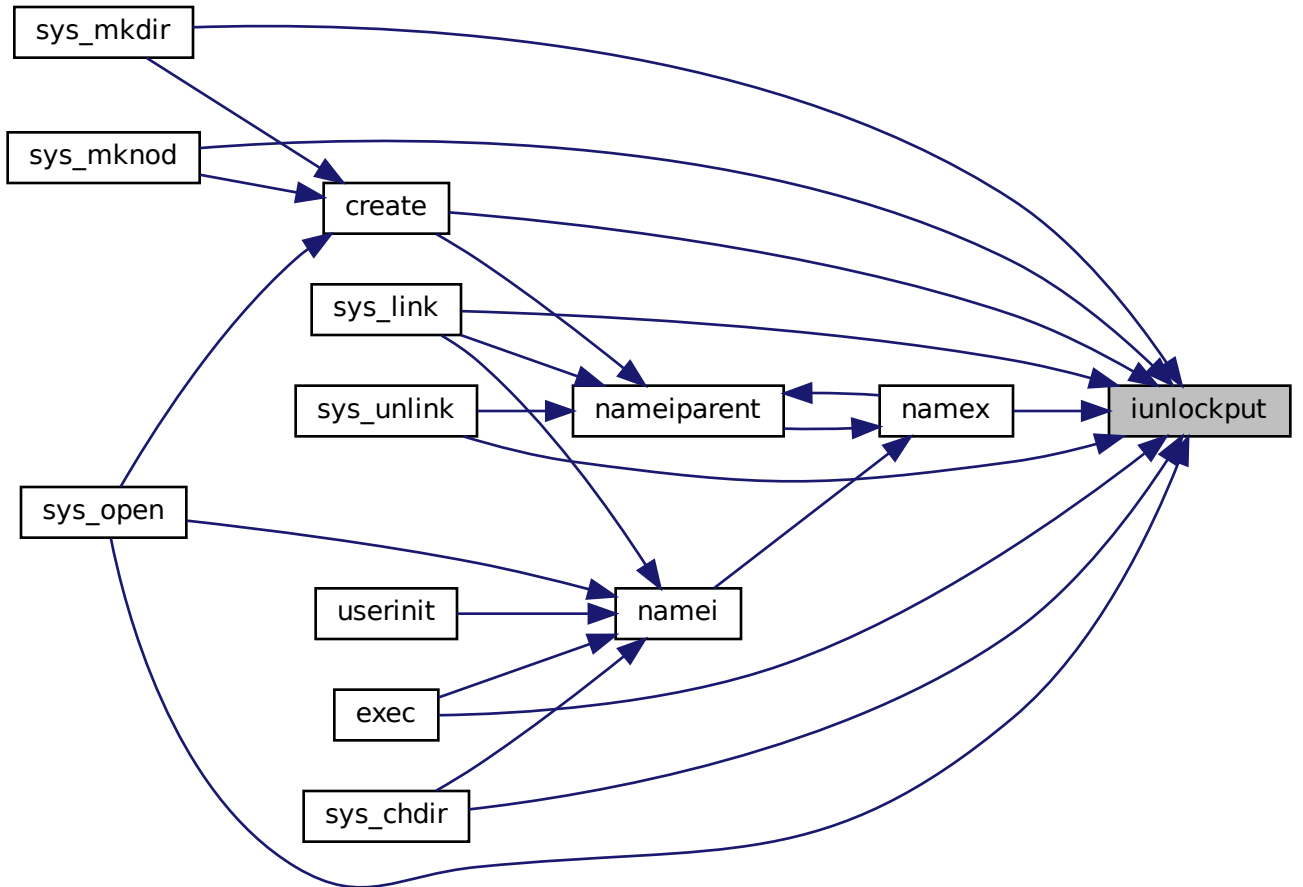 sys_mkdir
sys_mknod
create
sys_link
sys_unlink
nameiparent
namex
iunlockput
sys_open
userinit
namei
exec
sys_chdir